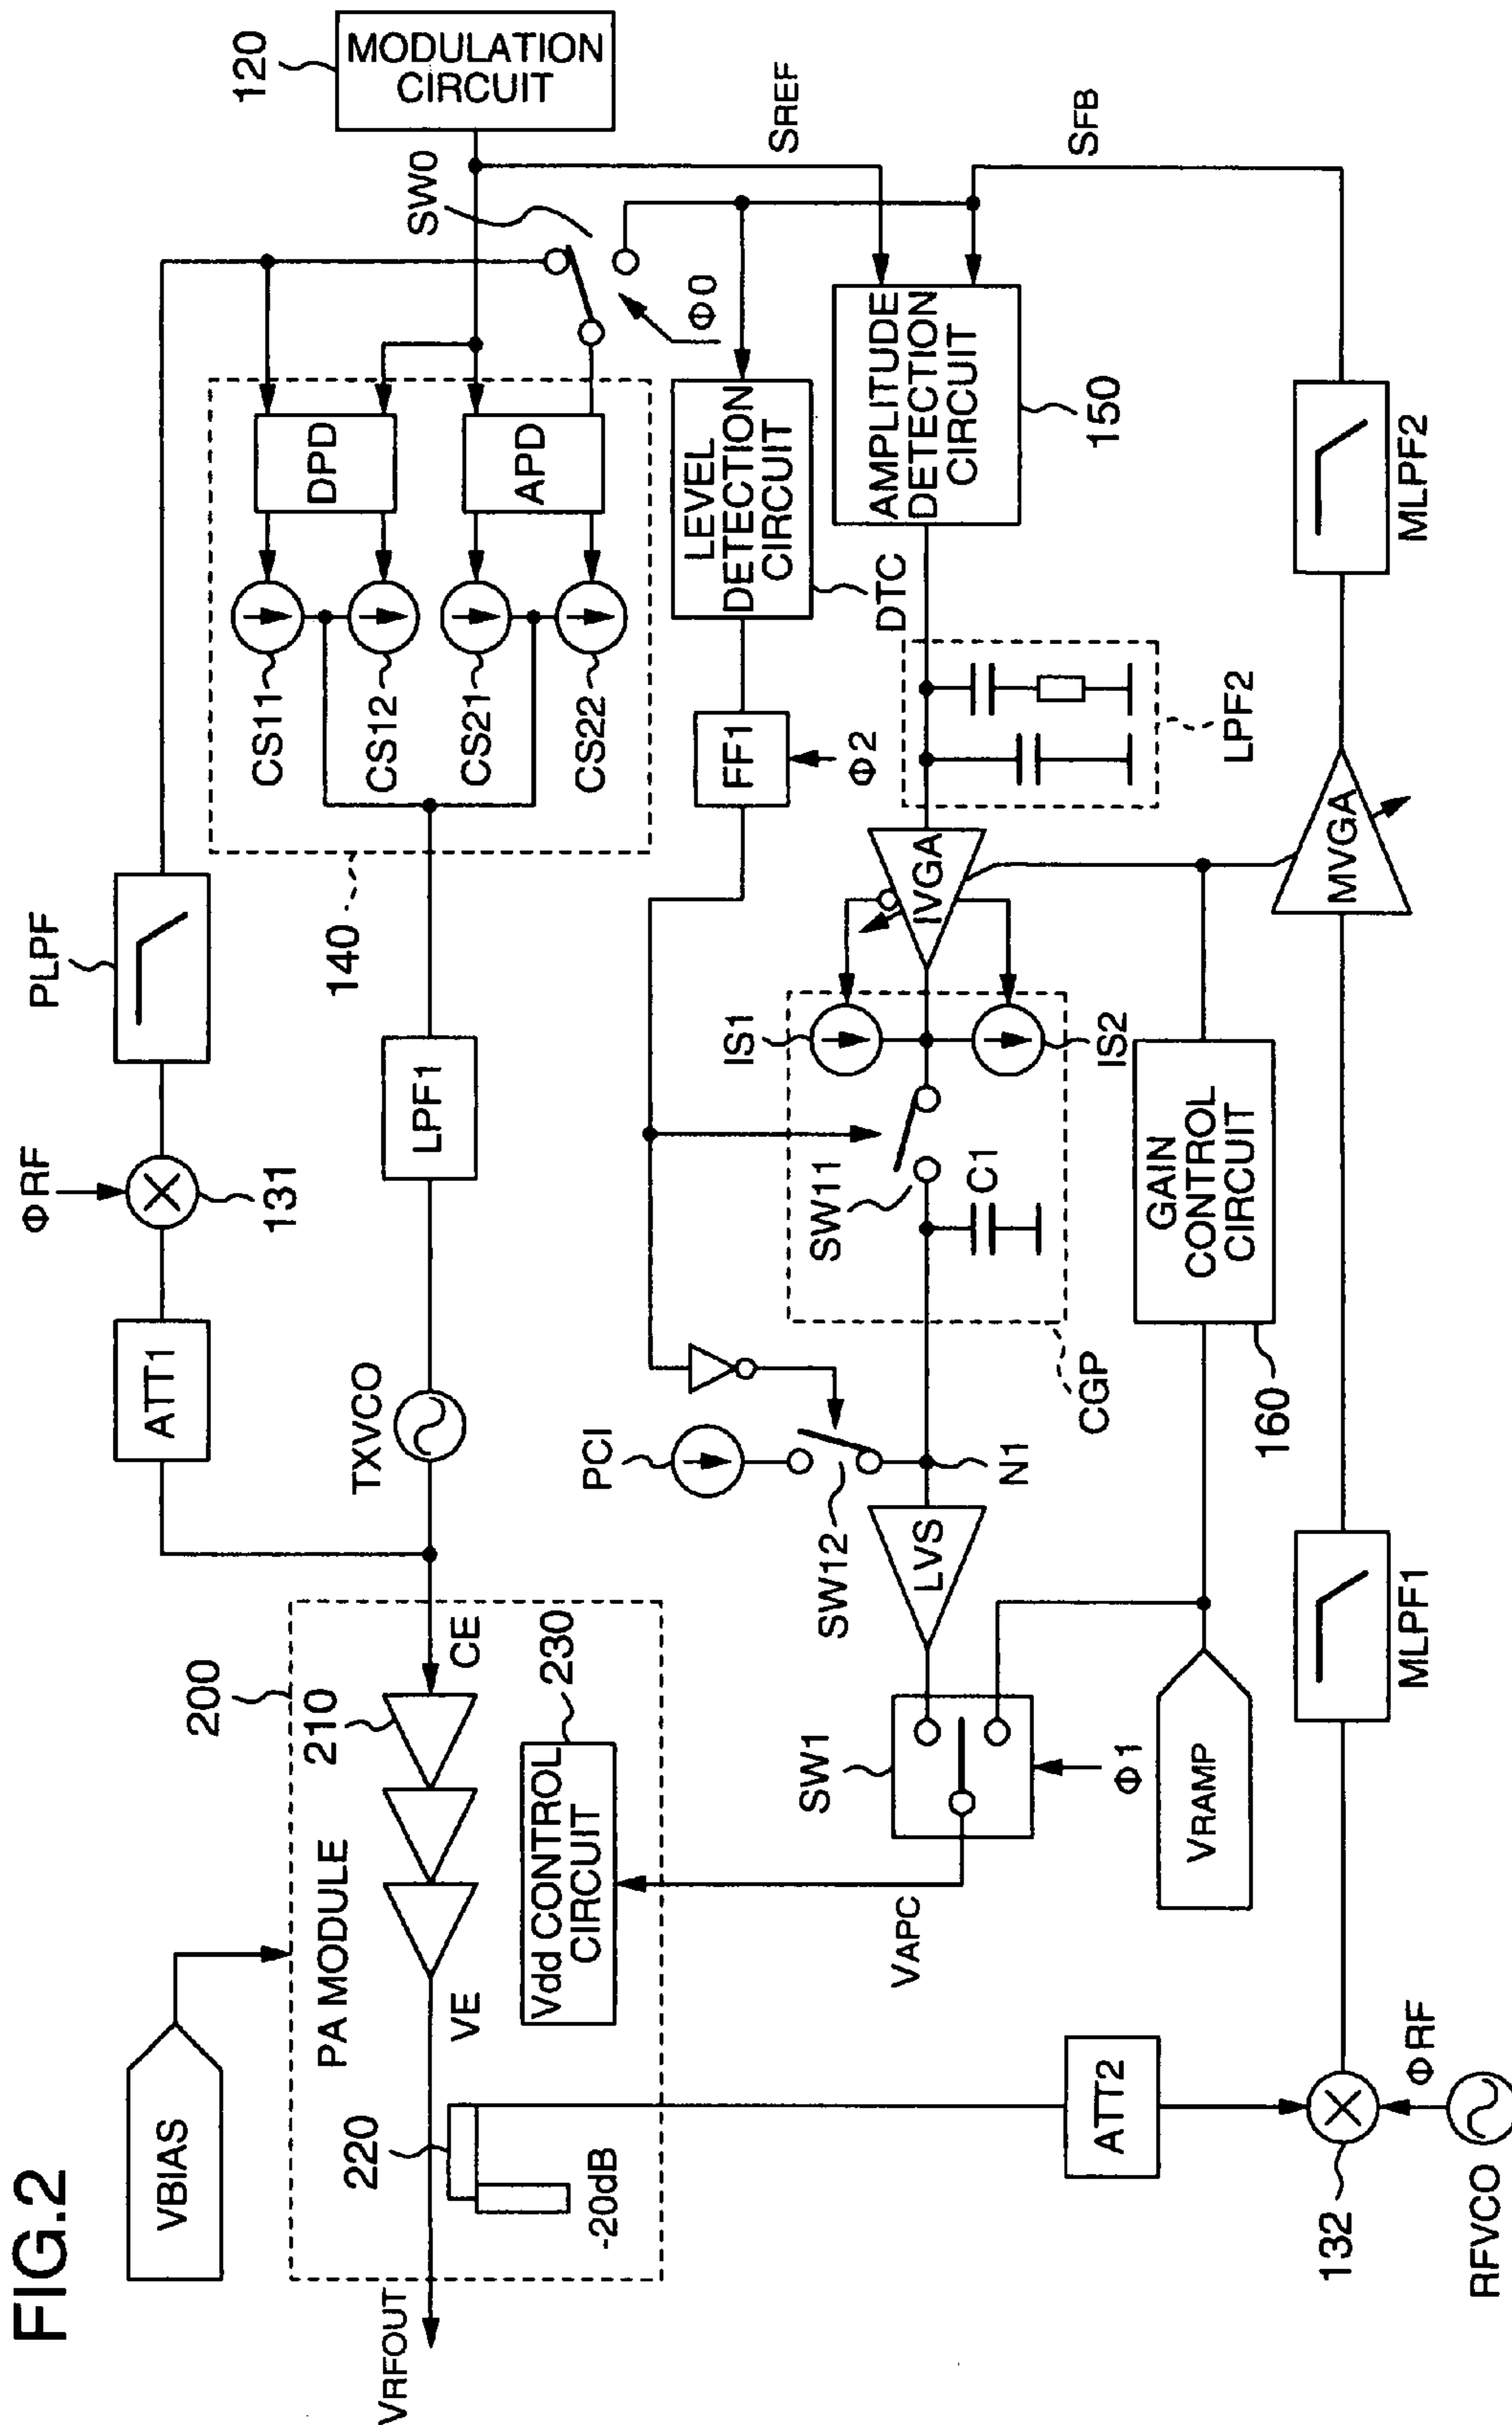 FIG.2
VBIAS
VRFOUT
200
PA MODULE
210
CE
VE
220
-20dB
230
Vdd CONTROL
CIRCUIT
ATT1
ΦRF
131
PLPF
TXVCO
LPF1
140
CS11
CS12
CS21
CS22
DPD
APD
SW0
Φ0
120
MODULATION
CIRCUIT
SREF
SFB
LEVEL
DETECTION
CIRCUIT
DTC
FF1
Φ2
AMPLITUDE
DETECTION
CIRCUIT
150
LPF2
IVGA
IS1
IS2
SW11
C1
CGP
PCI
SW12
N1
LVS
SW1
Φ1
VAPC
VRAMP
GAIN
CONTROL
CIRCUIT
160
MVGA
MLPF2
MLPF1
ATT2
132
ΦRF
RFVCO